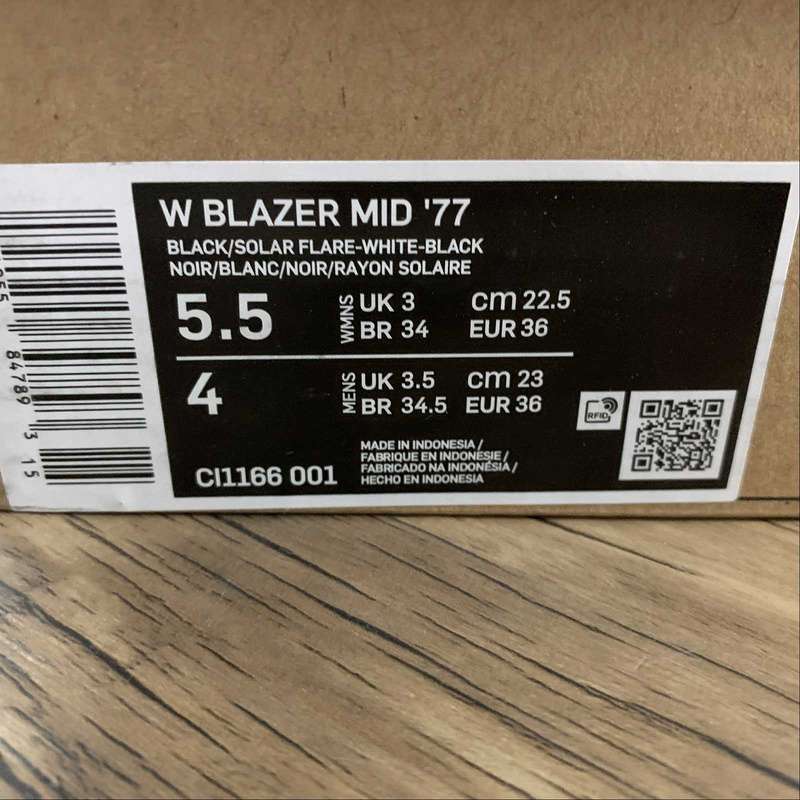 W BLAZER MID '77
BLACK/SOLAR FLARE-WHITE-BLACK
NOIR/BLANC/NOIR/RAYON SOLAIRE
5.5
WMNS
UK 3 cm 22.5
BR 34 EUR 36
4
MENS
UK 3.5 cm 23
BR 34.5 EUR 36
CI1166 001
MADE IN INDONESIA /
FABRIQUE EN INDONESIE /
FABRICADO NA INDONÉSIA /
HECHO EN INDONESIA
RFID
84789 3 15